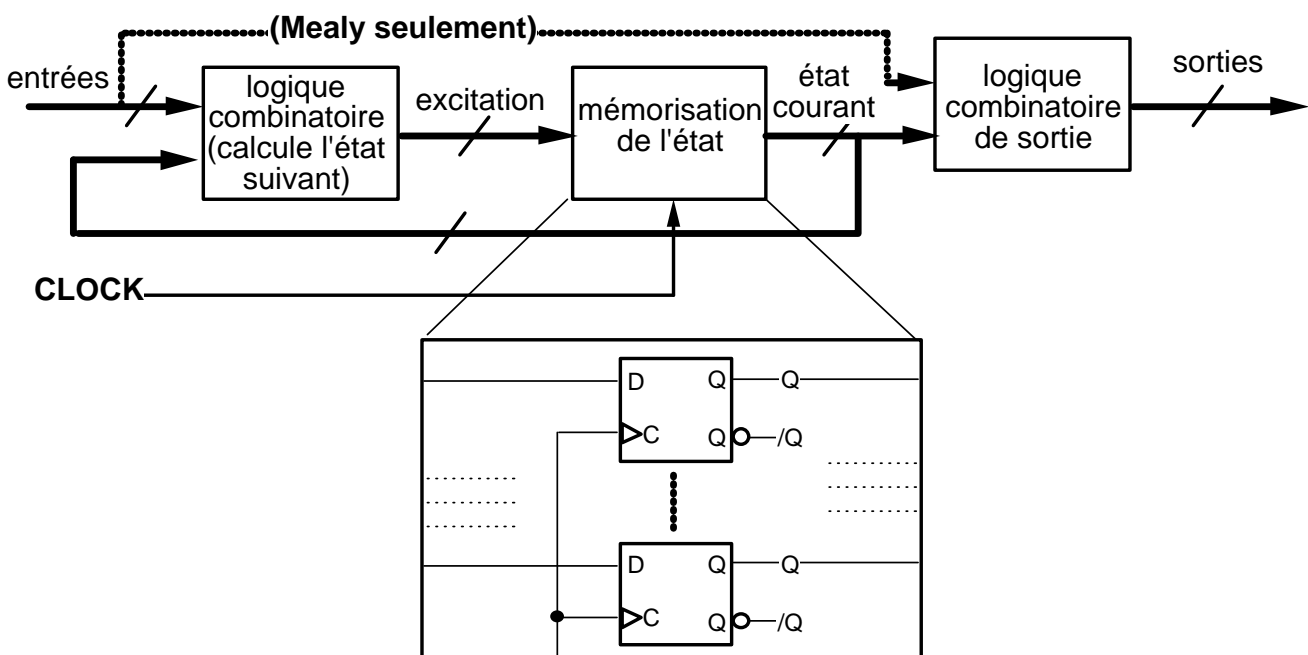 (Mealy seulement)
entrées
logique
combinatoire
(calcule l'état
suivant)
excitation
mémorisation
de l'état
état
courant
logique
combinatoire
de sortie
sorties
CLOCK
D
Q
Q
C
Q
/Q
D
Q
Q
C
Q
/Q